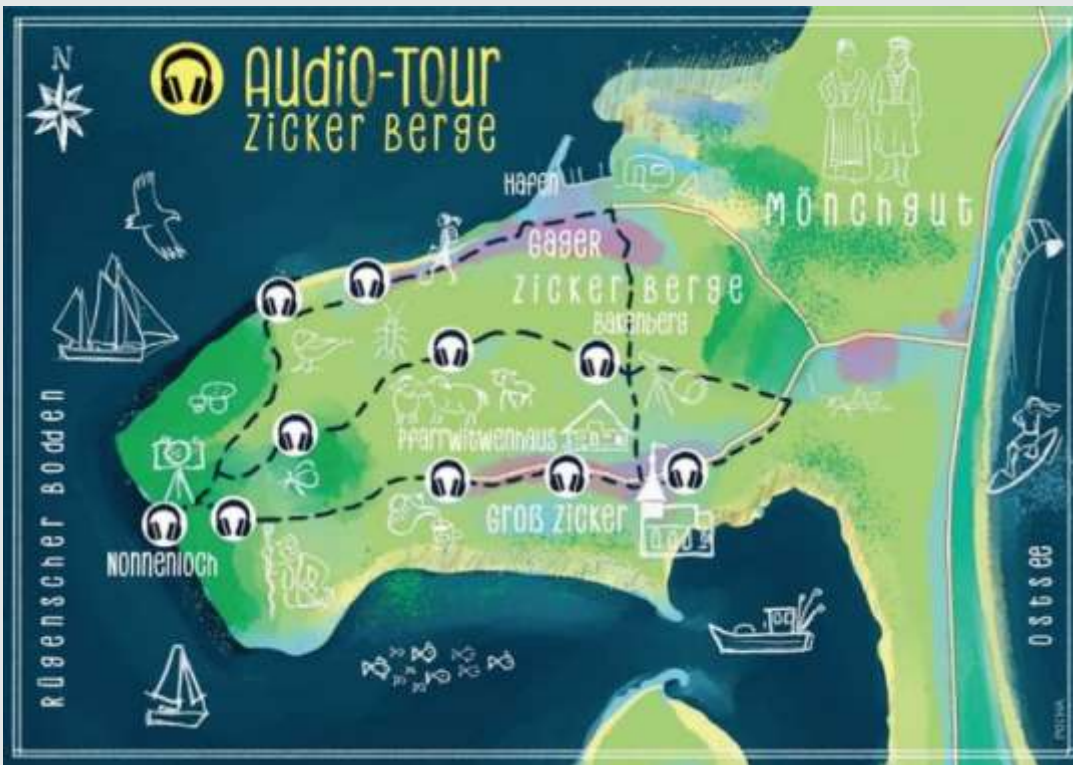 AUDIO-TOUR
ZICKER BERGE
N
HAFEN
MÖNCHGUT
GAGER
ZICKER BERGE
BAKENBERG
PFARRWITWENHAUS
GROß ZICKER
NONNENLOCH
RÜGENSCHER BODDEN
OSTSEE